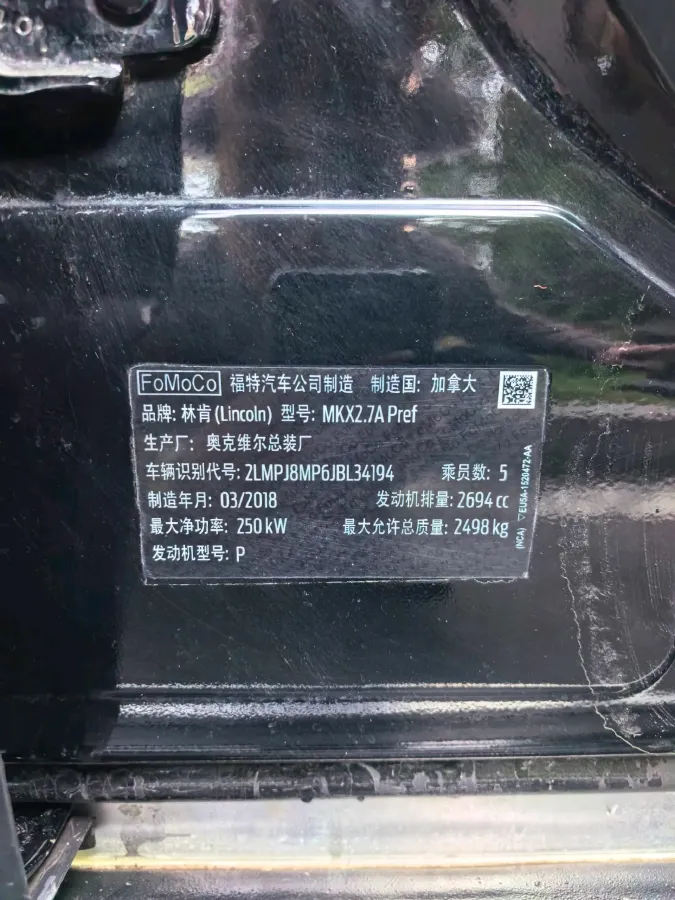 FoMoCo 福特汽车公司制造 制造国: 加拿大
品牌: 林肯(Lincoln) 型号: MKX2.7A Pref
生产厂: 奥克维尔总装厂
车辆识别代号: 2LMPJ8MP6JBL34194 乘员数: 5
制造年月: 03/2018 发动机排量: 2694 cc
最大净功率: 250 kW 最大允许总质量: 2498 kg
发动机型号: P
(NCA) ▽EU5A-1520472-AA